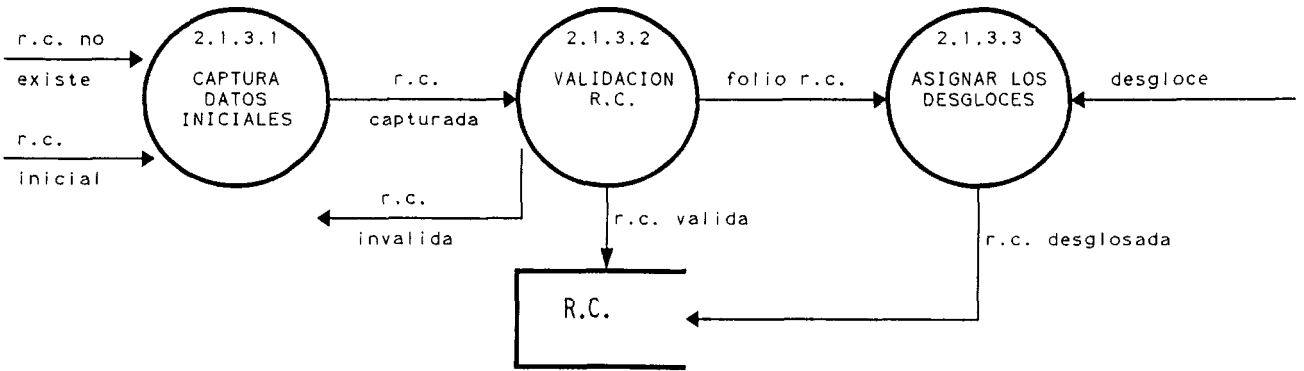 r.c. no
existe
r.c.
inicial
2.1.3.1
CAPTURA
DATOS
INICIALES
r.c.
capturada
2.1.3.2
VALIDACION
R.C.
folio r.c.
2.1.3.3
ASIGNAR LOS
DESGLOCES
desgloce
r.c.
invalida
r.c. valida
r.c. desglosada
R.C.